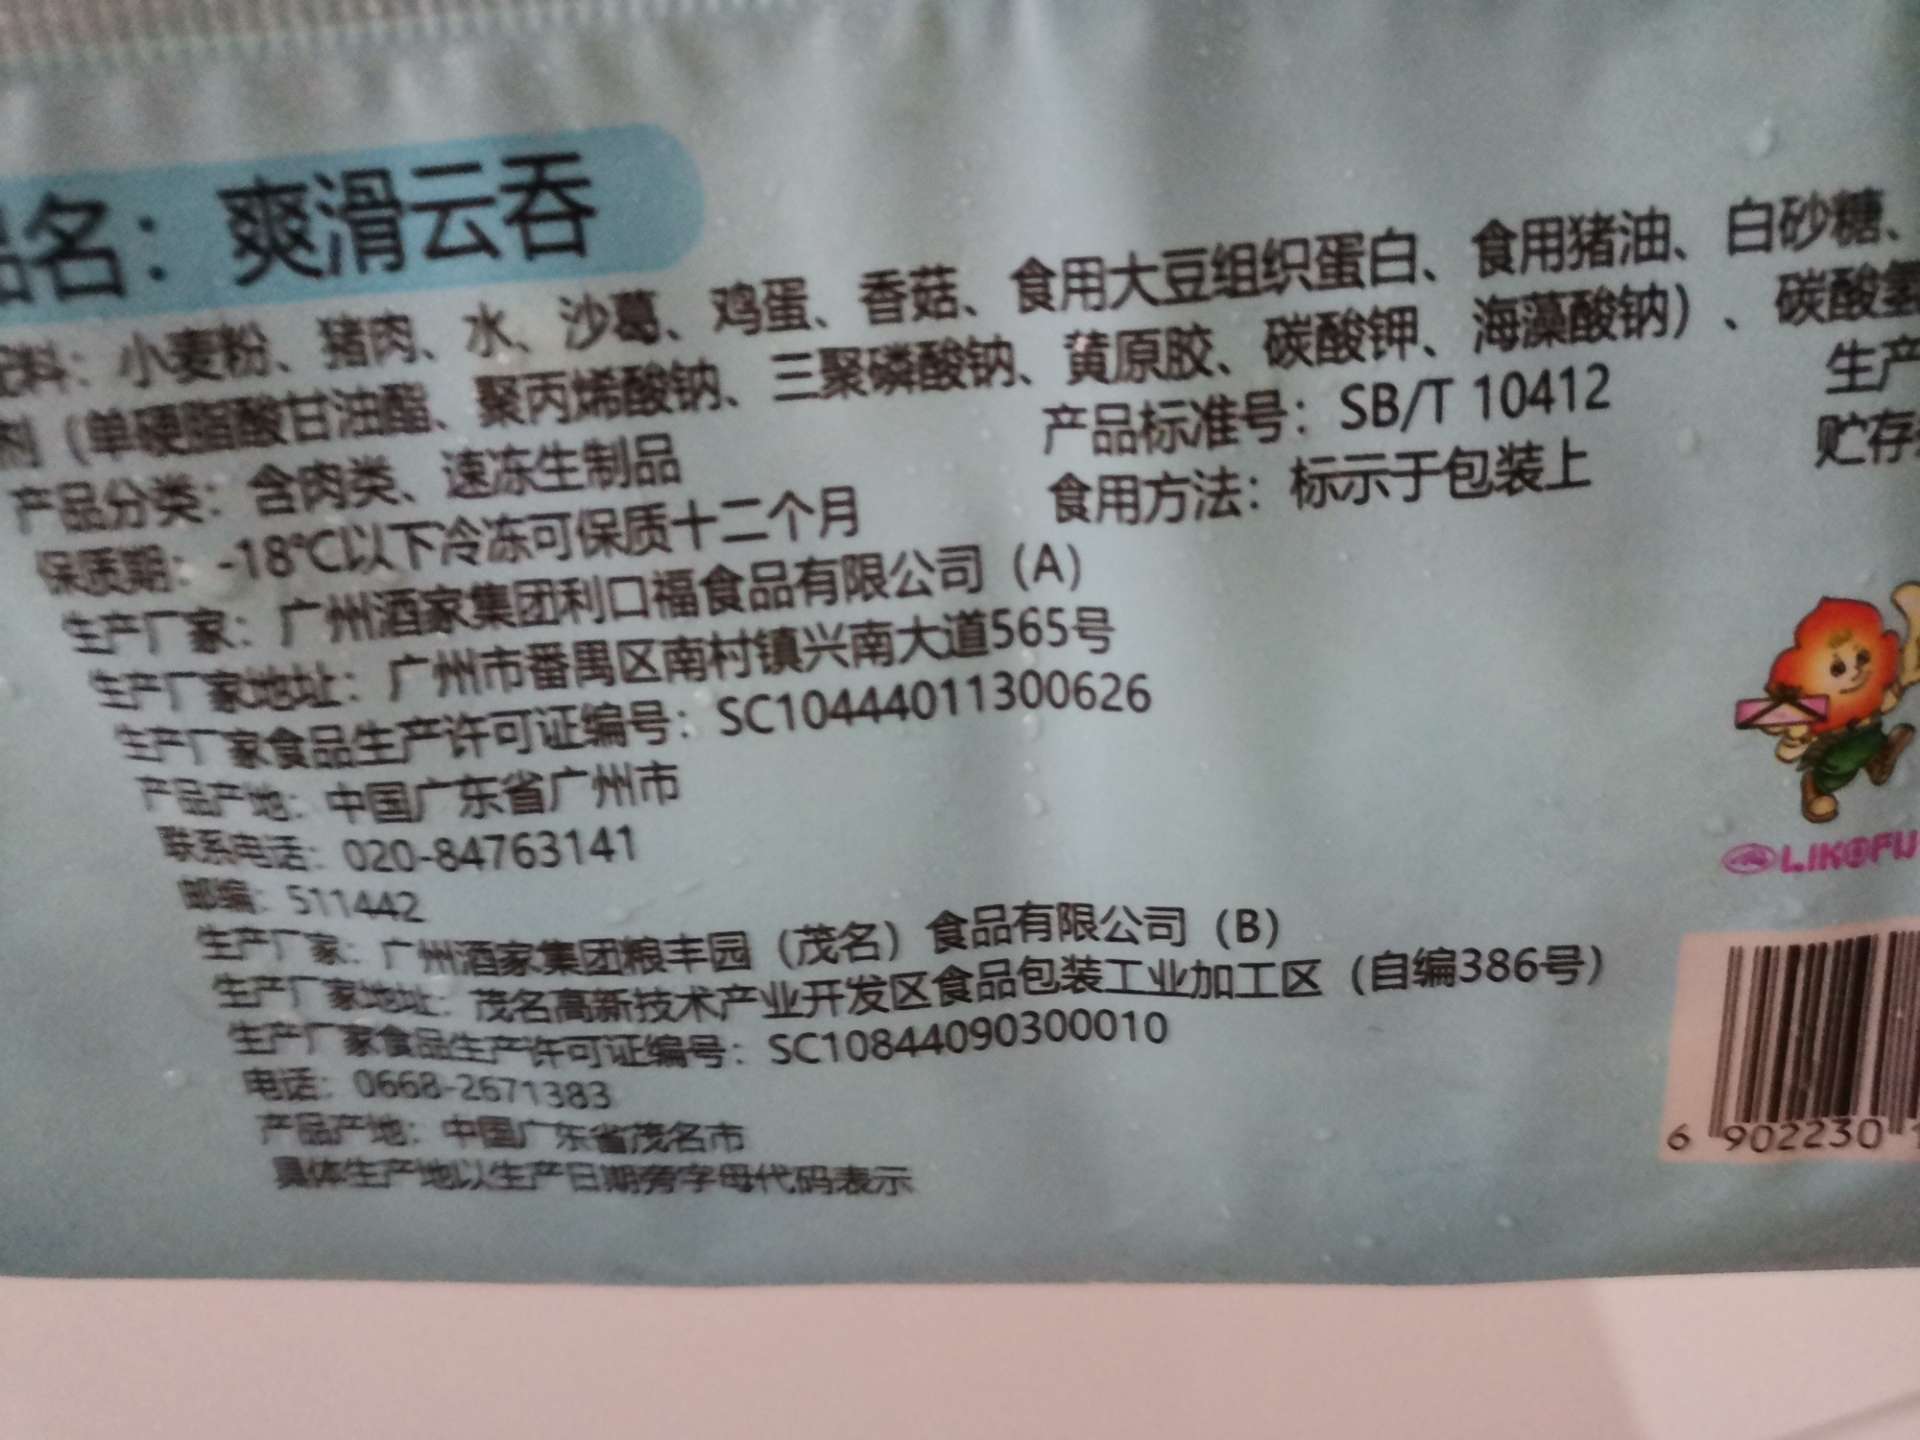 品名：爽滑云吞
配料：小麦粉、猪肉、水、沙葛、鸡蛋、香菇、食用大豆组织蛋白、食用猪油、白砂糖、
剂（单硬脂酸甘油酯、聚丙烯酸钠、三聚磷酸钠、黄原胶、碳酸钾、海藻酸钠）、碳酸氢
产品分类：含肉类、速冻生制品
产品标准号：SB/T 10412
生产
保质期：-18℃以下冷冻可保质十二个月
食用方法：标示于包装上
贮存
生产厂家：广州酒家集团利口福食品有限公司（A）
生产厂家地址：广州市番禺区南村镇兴南大道565号
生产厂家食品生产许可证编号：SC10444011300626
产品产地：中国广东省广州市
联系电话：020-84763141
邮编：511442
生产厂家：广州酒家集团粮丰园（茂名）食品有限公司（B）
生产厂家地址：茂名高新技术产业开发区食品包装工业加工区（自编386号）
生产厂家食品生产许可证编号：SC10844090300010
电话：0668-2671383
产品产地：中国广东省茂名市
具体生产地以生产日期旁字母代码表示
LIKOFU
6 902230